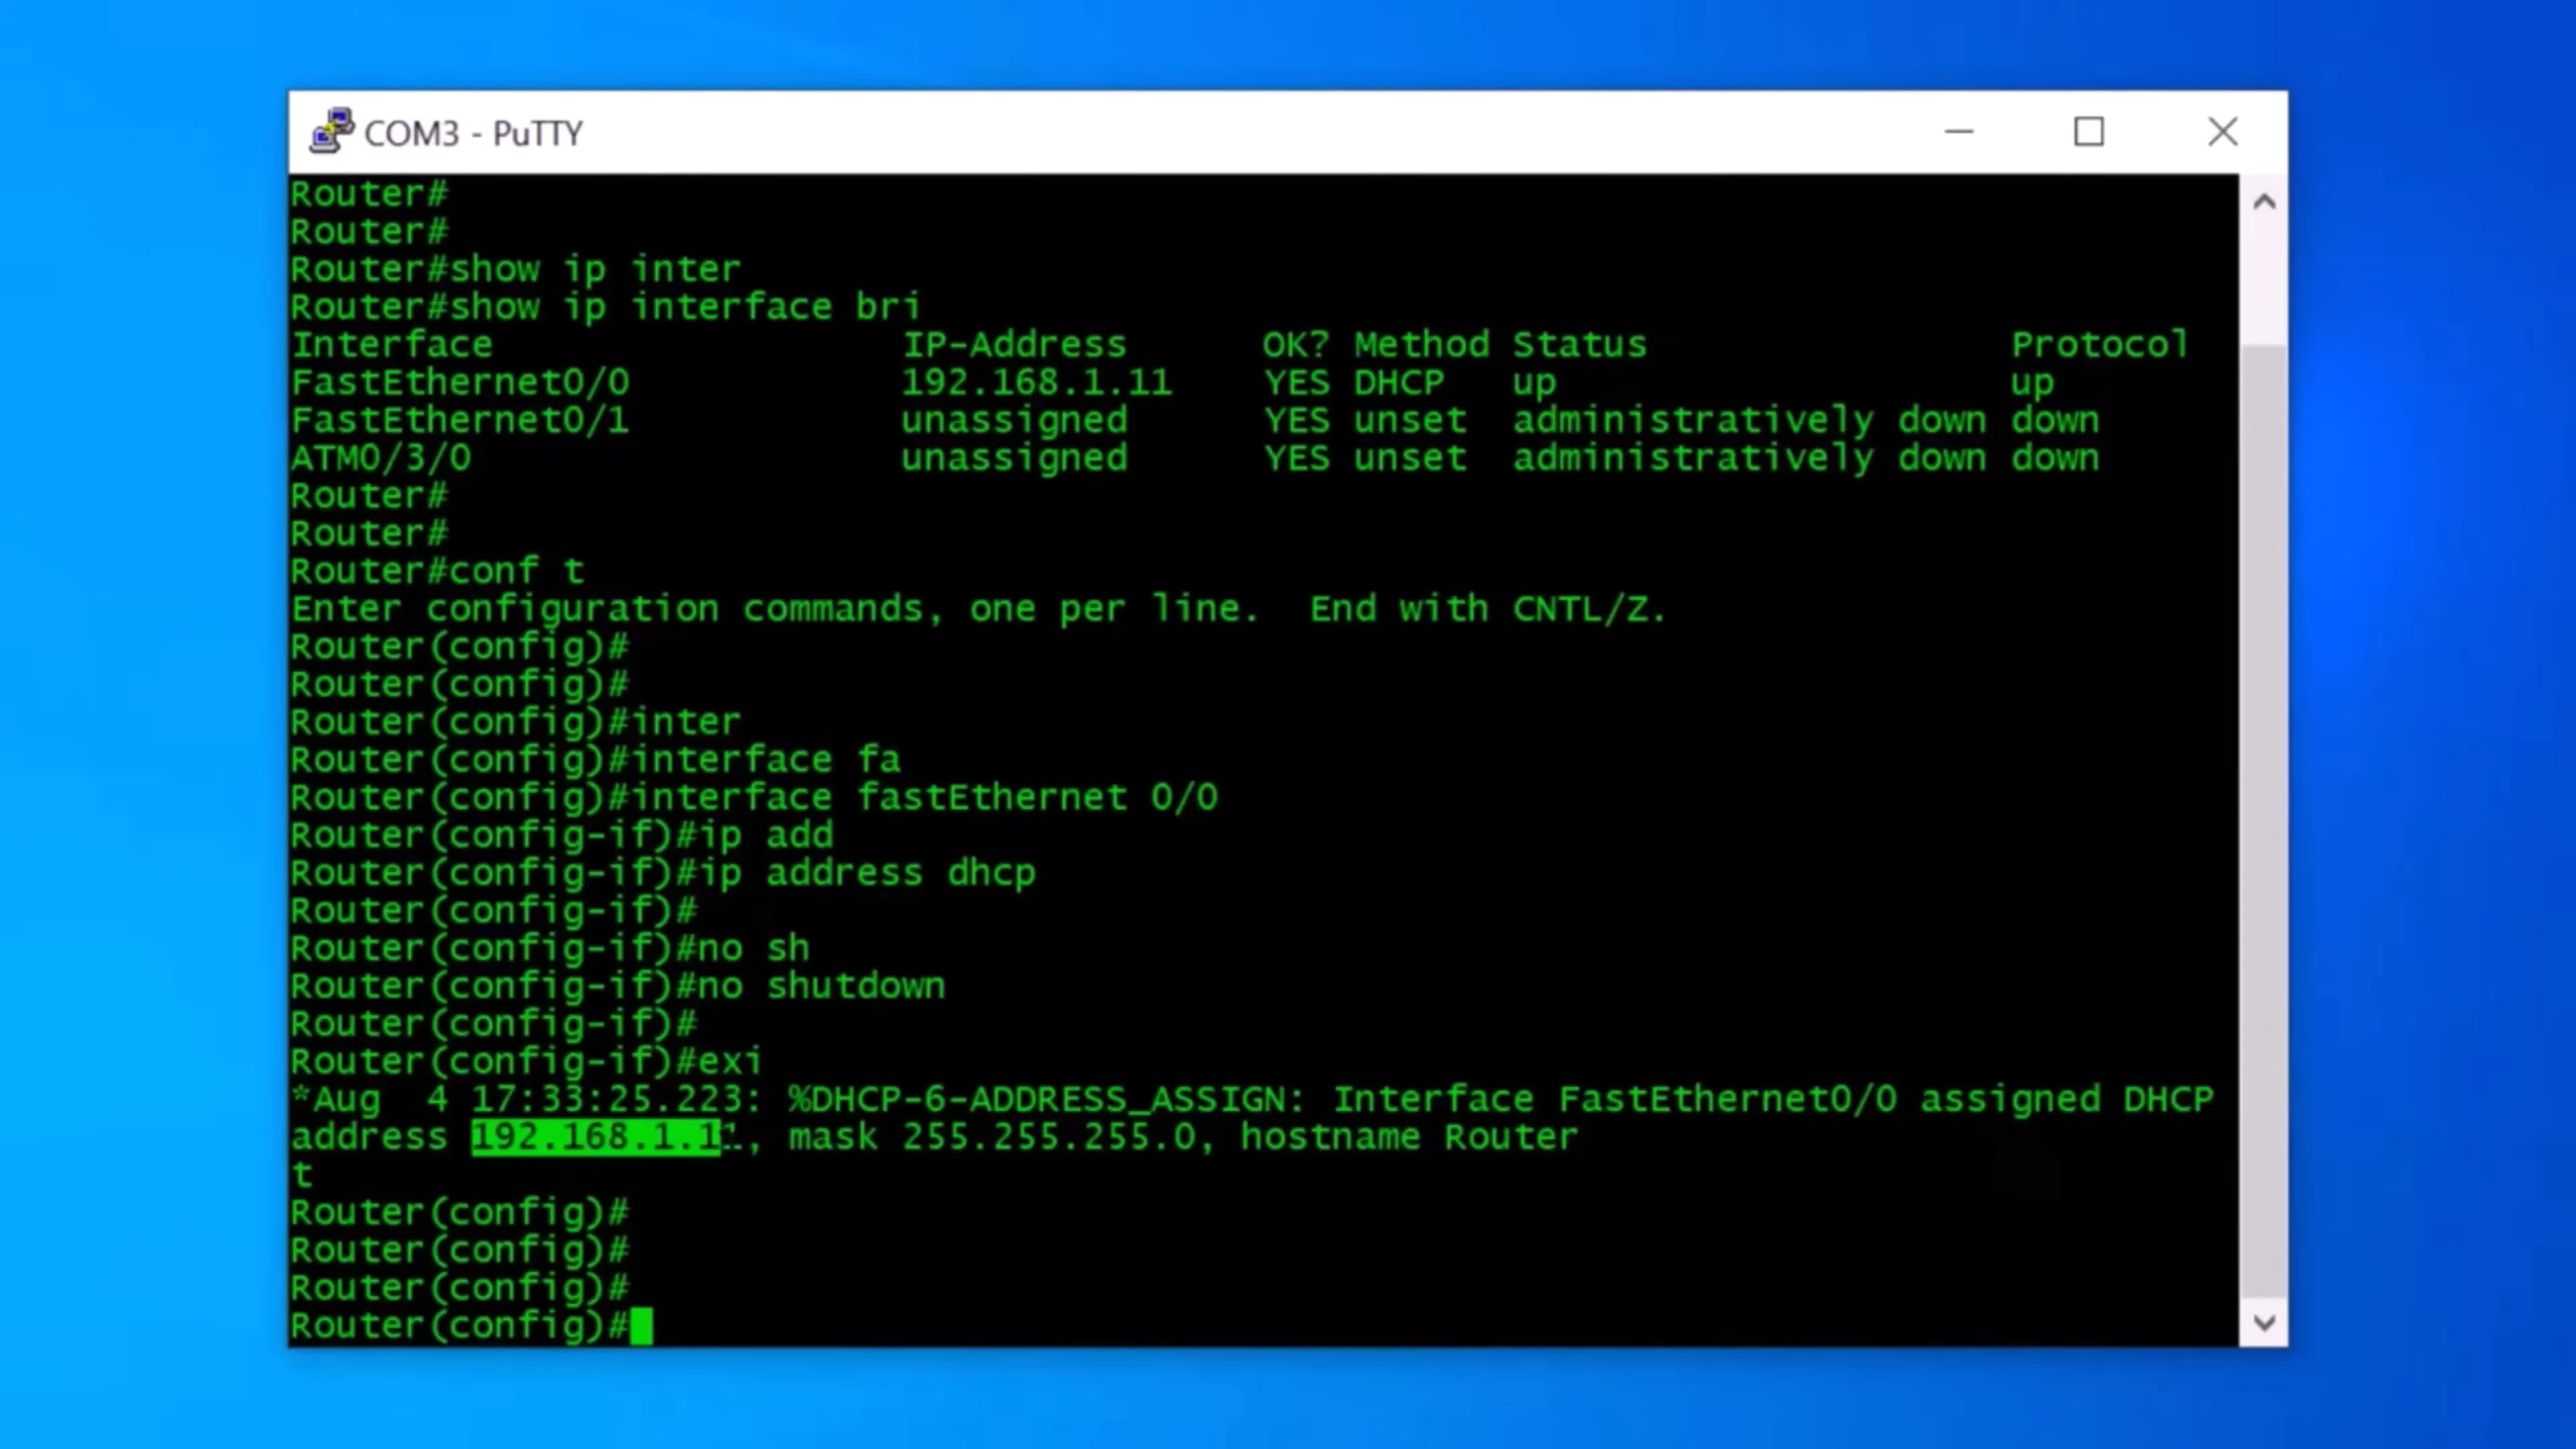 COM3 - PuTTY
Router#
Router#
Router#show ip inter
Router#show ip interface bri
Interface IP-Address OK? Method Status Protocol
FastEthernet0/0 192.168.1.11 YES DHCP up up
FastEthernet0/1 unassigned YES unset administratively down down
ATM0/3/0 unassigned YES unset administratively down down
Router#
Router#
Router#conf t
Enter configuration commands, one per line. End with CNTL/Z.
Router(config)#
Router(config)#
Router(config)#inter
Router(config)#interface fa
Router(config)#interface fastEthernet 0/0
Router(config-if)#ip add
Router(config-if)#ip address dhcp
Router(config-if)#
Router(config-if)#no sh
Router(config-if)#no shutdown
Router(config-if)#
Router(config-if)#exi
*Aug 4 17:33:25.223: %DHCP-6-ADDRESS_ASSIGN: Interface FastEthernet0/0 assigned DHCP
address 192.168.1.11, mask 255.255.255.0, hostname Router
t
Router(config)#
Router(config)#
Router(config)#
Router(config)#